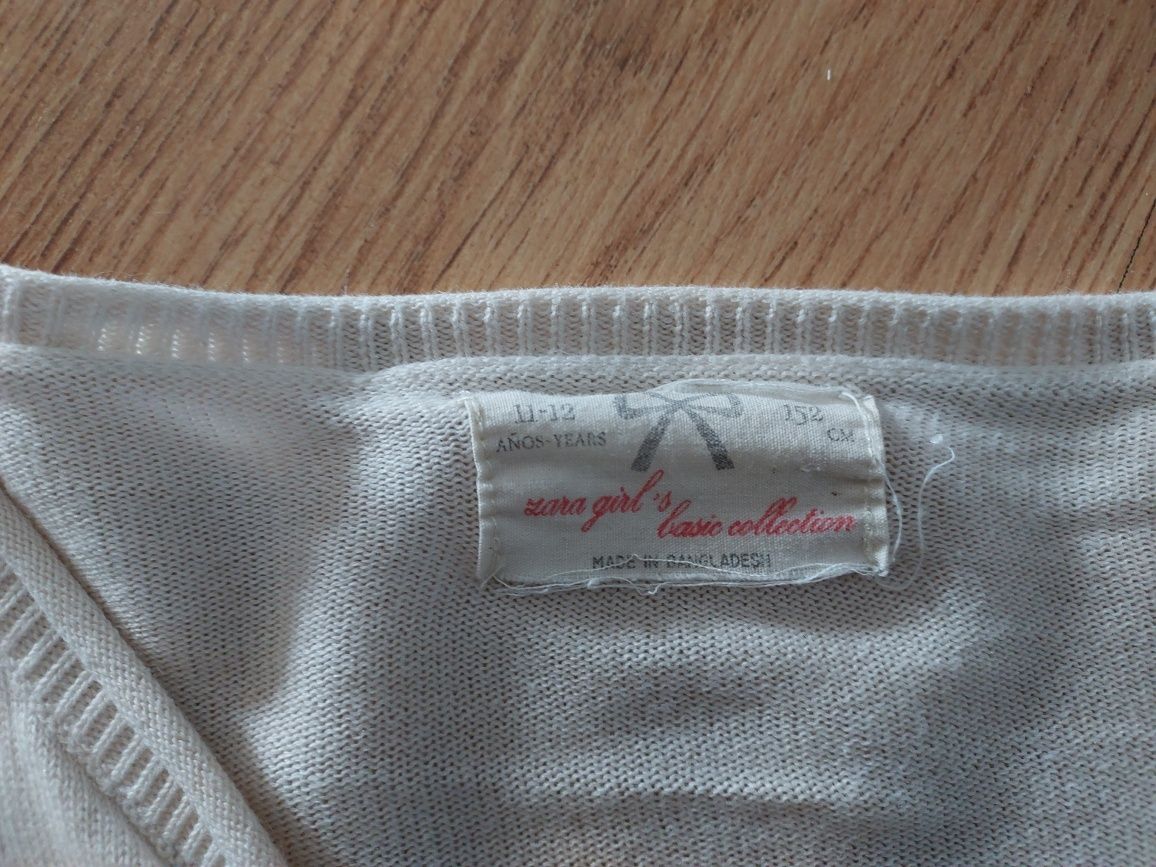 11-12 152
AÑOS-YEARS CM
zara girl's
basic collection
MADE IN BANGLADESH